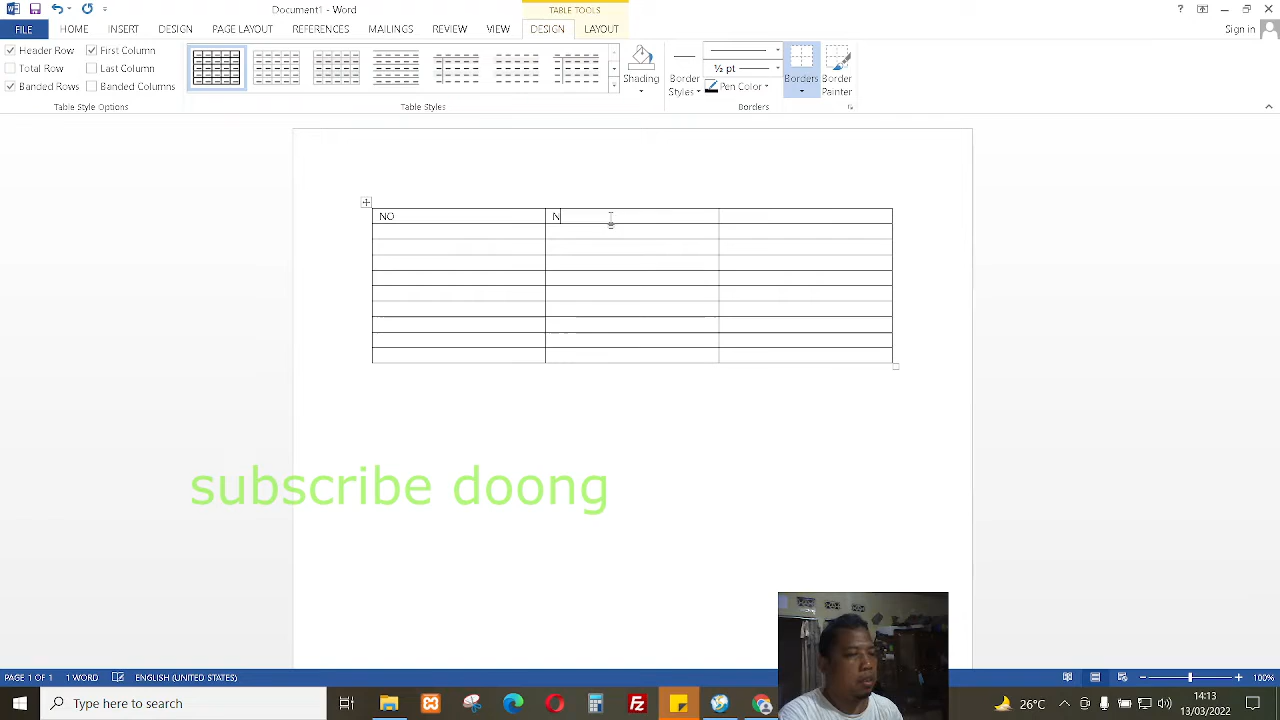 Document1 - Word
TABLE TOOLS
Sign in
FILE
HOME
INSERT
DESIGN
PAGE LAYOUT
REFERENCES
MAILINGS
REVIEW
VIEW
DESIGN
LAYOUT
Header Row
First Column
Total Row
Banded Rows
Banded Columns
Table Style Options
Table Styles
Shading
Border
Styles
½ pt
Pen Color
Borders
Border
Painter
Borders
NO
N
subscribe doong
PAGE 1 OF 1
1 WORD
ENGLISH (UNITED STATES)
100%
Type here to search
26°C
14:13
13/03/2022